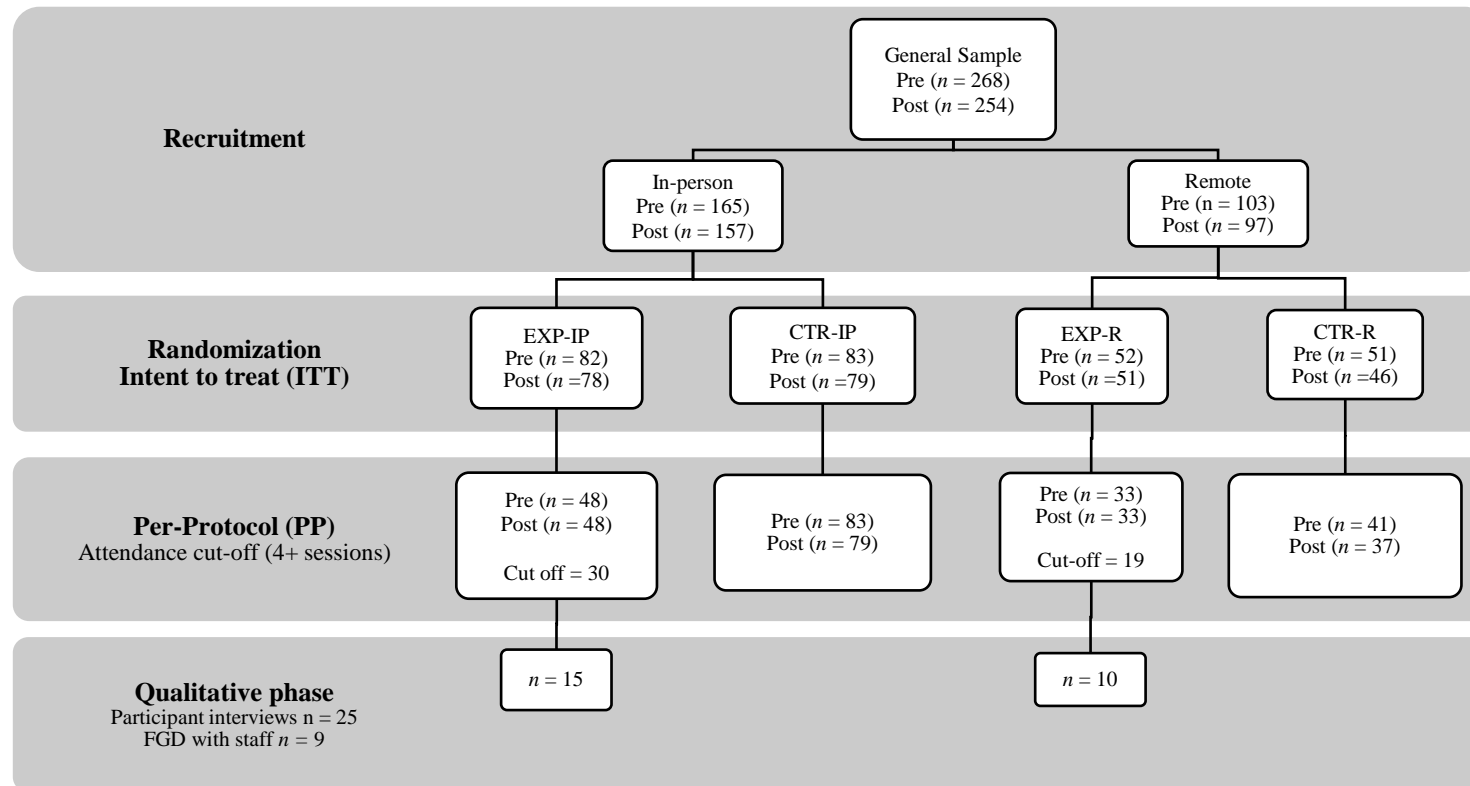 General Sample
Pre (n = 268)
Post (n = 254)
Recruitment
In-person
Pre (n = 165)
Post (n = 157)
Remote
Pre (n = 103)
Post (n = 97)
Randomization
Intent to treat (ITT)
EXP-IP
Pre (n = 82)
Post (n =78)
CTR-IP
Pre (n = 83)
Post (n =79)
EXP-R
Pre (n = 52)
Post (n =51)
CTR-R
Pre (n = 51)
Post (n =46)
Per-Protocol (PP)
Attendance cut-off (4+ sessions)
Pre (n = 48)
Post (n = 48)
Cut off = 30
Pre (n = 83)
Post (n = 79)
Pre (n = 33)
Post (n = 33)
Cut-off = 19
Pre (n = 41)
Post (n = 37)
Qualitative phase
Participant interviews n = 25
FGD with staff n = 9
n = 15
n = 10